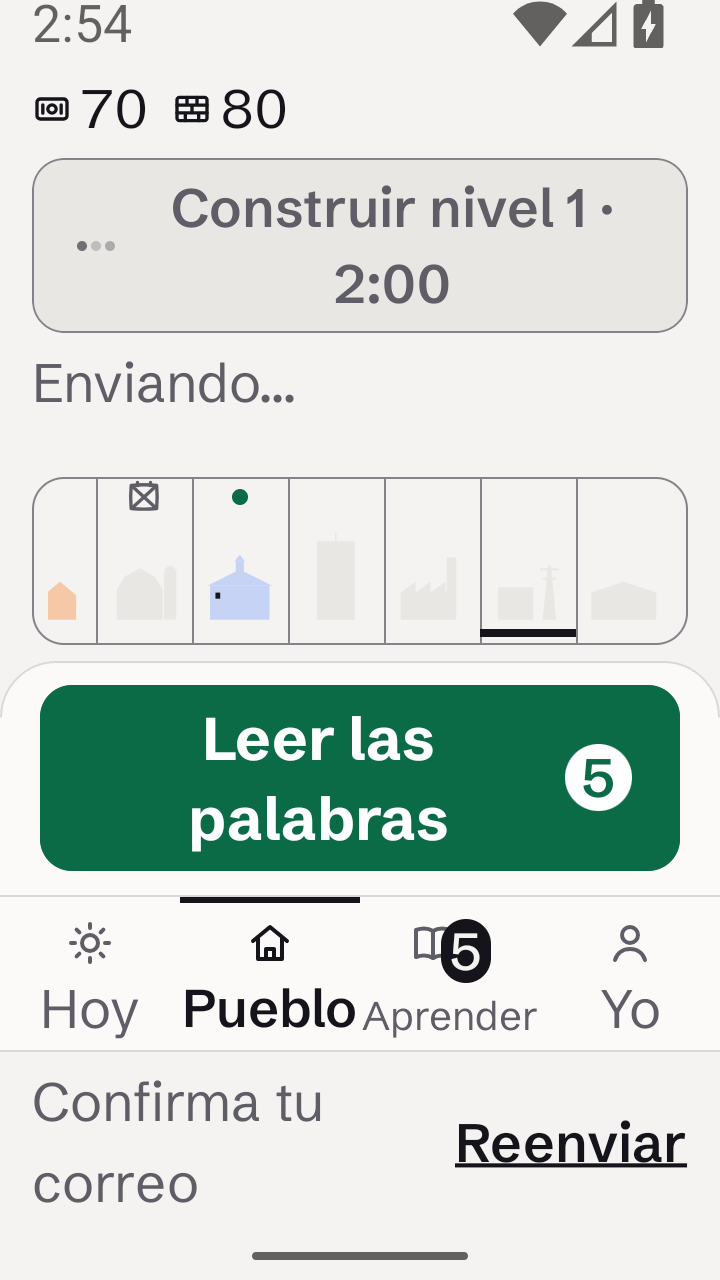 2:54
70 80
Construir nivel 1 ·
2:00
Enviando...
Leer las
palabras
5
5
Hoy Pueblo Aprender Yo
Confirma tu
correo
Reenviar